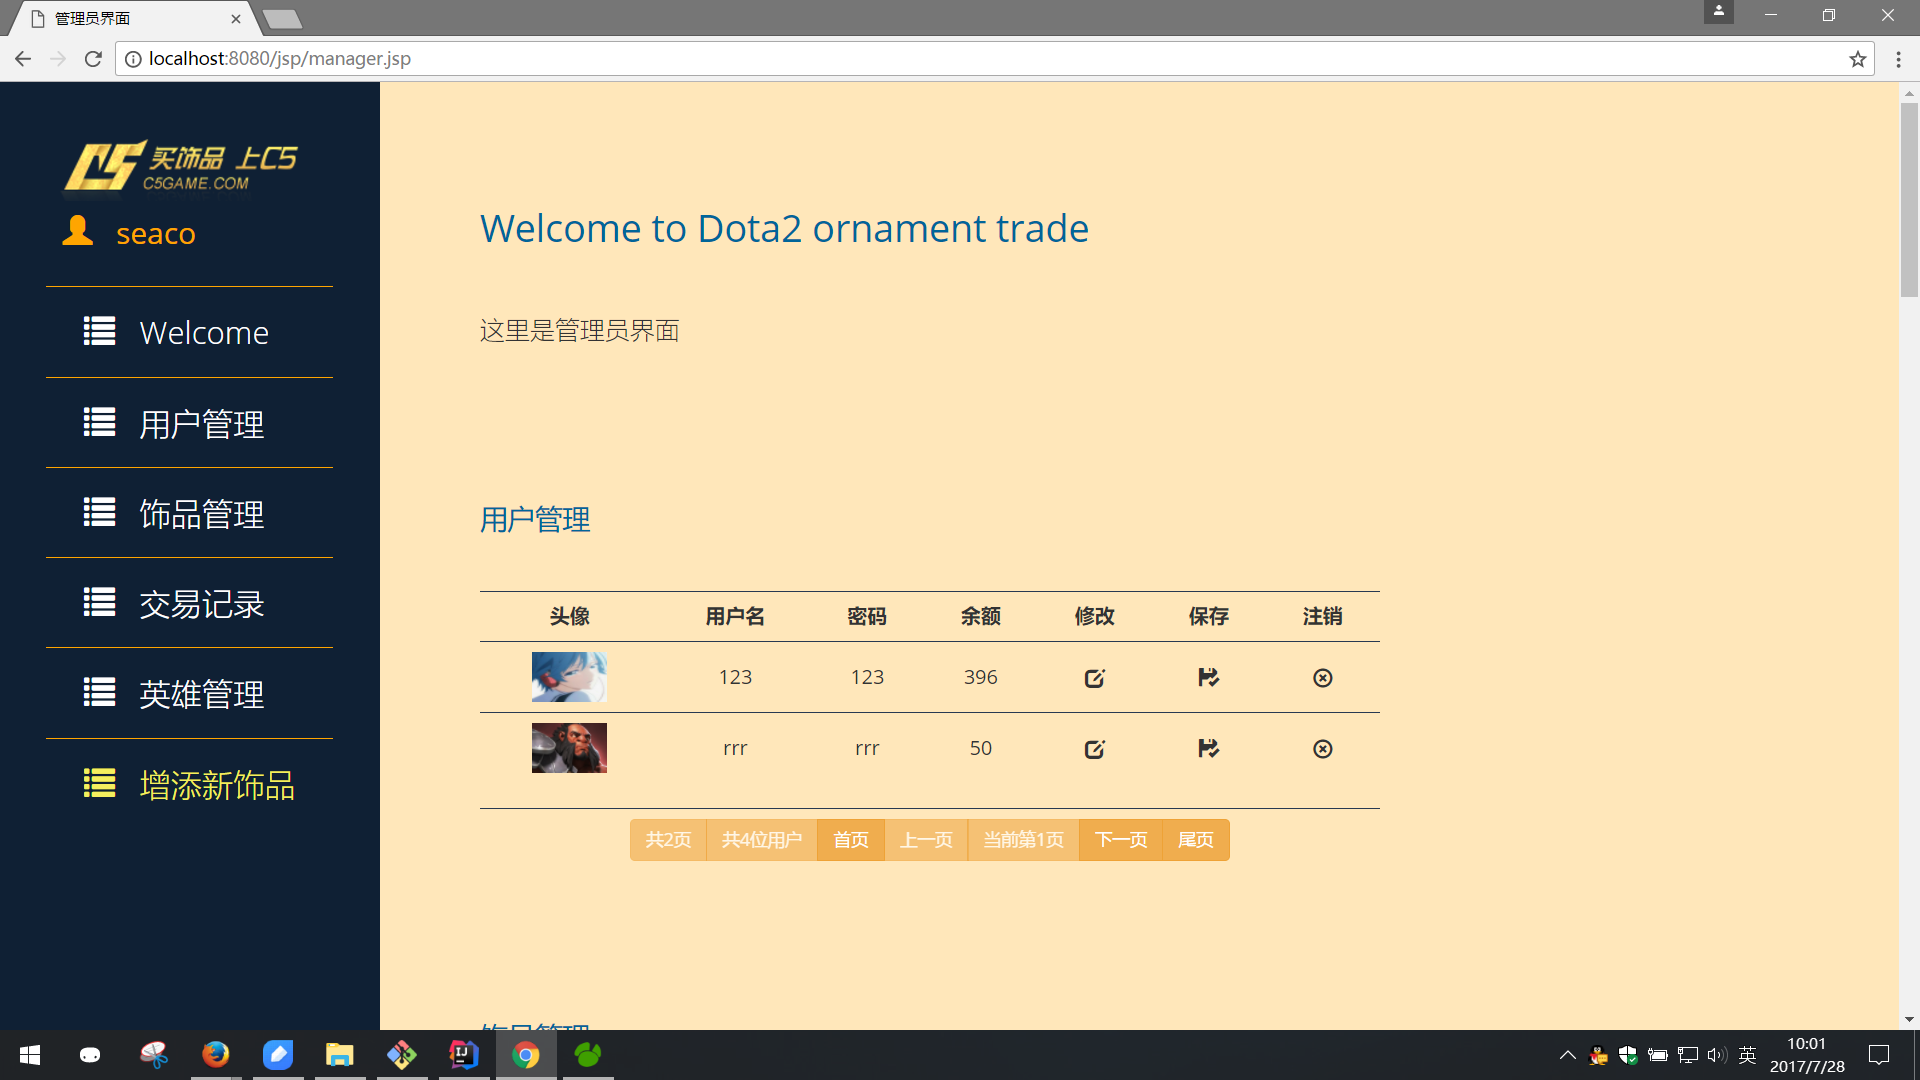 管理员界面
localhost:8080/jsp/manager.jsp
买饰品 上C5
C5GAME.COM
seaco
Welcome
用户管理
饰品管理
交易记录
英雄管理
增添新饰品
Welcome to Dota2 ornament trade
这里是管理员界面
用户管理
头像 用户名 密码 余额 修改 保存 注销
123 123 396
rrr rrr 50
共2页 共4位用户 首页 上一页 当前第1页 下一页 尾页
饰品管理
英 10:01
2017/7/28